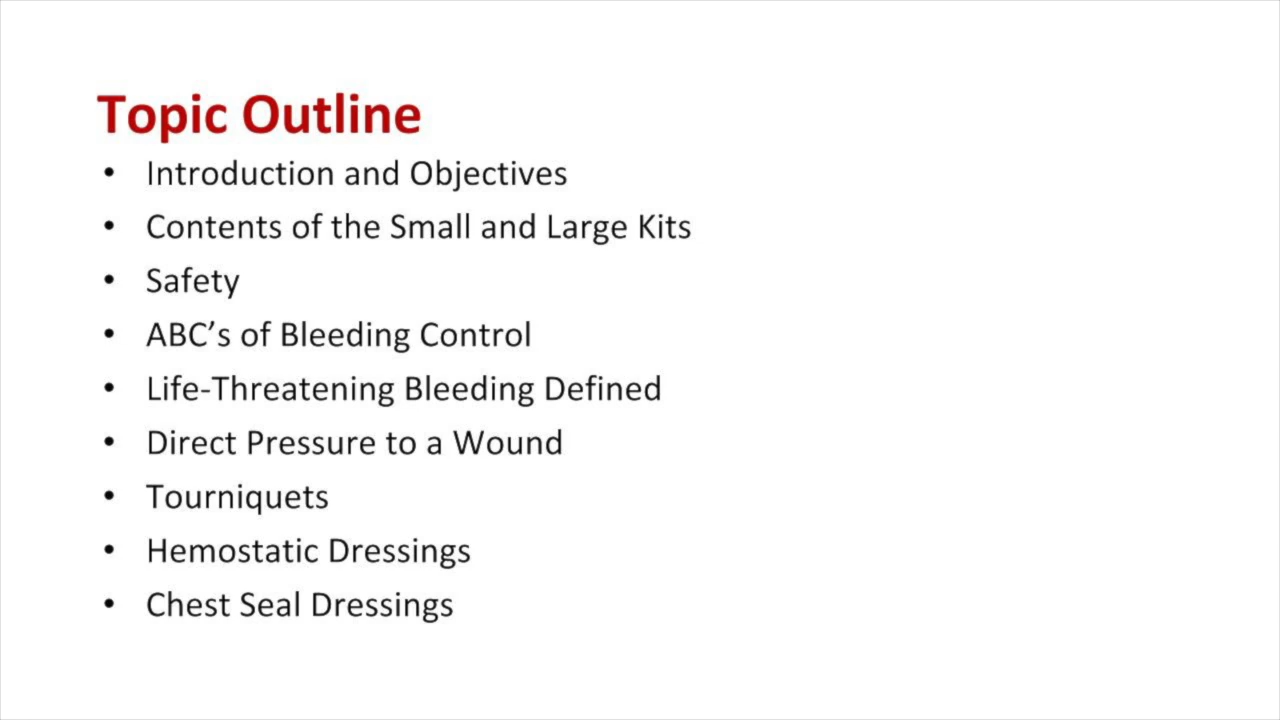 Topic Outline
• Introduction and Objectives
• Contents of the Small and Large Kits
• Safety
• ABC’s of Bleeding Control
• Life-Threatening Bleeding Defined
• Direct Pressure to a Wound
• Tourniquets
• Hemostatic Dressings
• Chest Seal Dressings